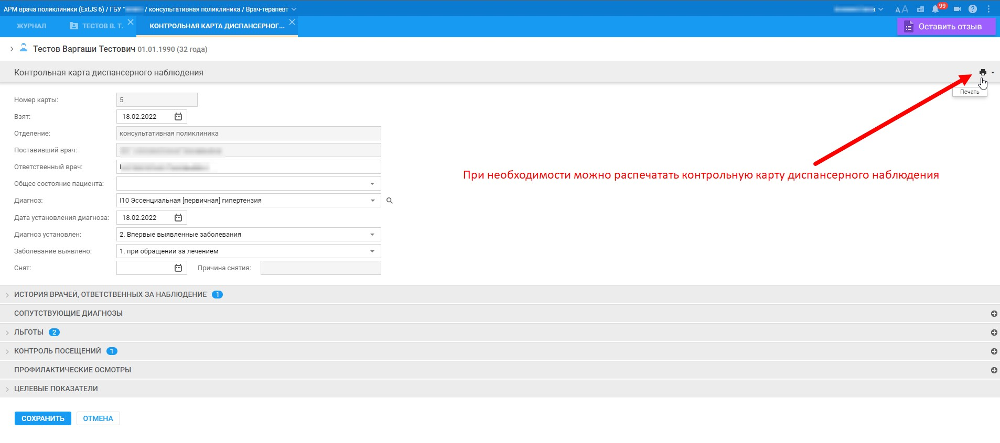 АРМ врача поликлиники (ExtJS 6) / ГБУ " / консультативная поликлиника / Врач-терапевт
АА 99
ЖУРНАЛ ТЕСТОВ В. Т. КОНТРОЛЬНАЯ КАРТА ДИСПАНСЕРНОГ... Оставить отзыв
Тестов Варгаши Тестович 01.01.1990 (32 года)
Контрольная карта диспансерного наблюдения
Печать
Номер карты: 5
Взят: 18.02.2022
Отделение: консультативная поликлиника
Поставивший врач:
Ответственный врач:
При необходимости можно распечатать контрольную карту диспансерного наблюдения
Общее состояние пациента:
Диагноз: I10 Эссенциальная [первичная] гипертензия
Дата установления диагноза: 18.02.2022
Диагноз установлен: 2. Впервые выявленные заболевания
Заболевание выявлено: 1. при обращении за лечением
Снят: Причина снятия:
ИСТОРИЯ ВРАЧЕЙ, ОТВЕТСТВЕННЫХ ЗА НАБЛЮДЕНИЕ 1
СОПУТСТВУЮЩИЕ ДИАГНОЗЫ
ЛЬГОТЫ 2
КОНТРОЛЬ ПОСЕЩЕНИЙ 1
ПРОФИЛАКТИЧЕСКИЕ ОСМОТРЫ
ЦЕЛЕВЫЕ ПОКАЗАТЕЛИ
СОХРАНИТЬ ОТМЕНА